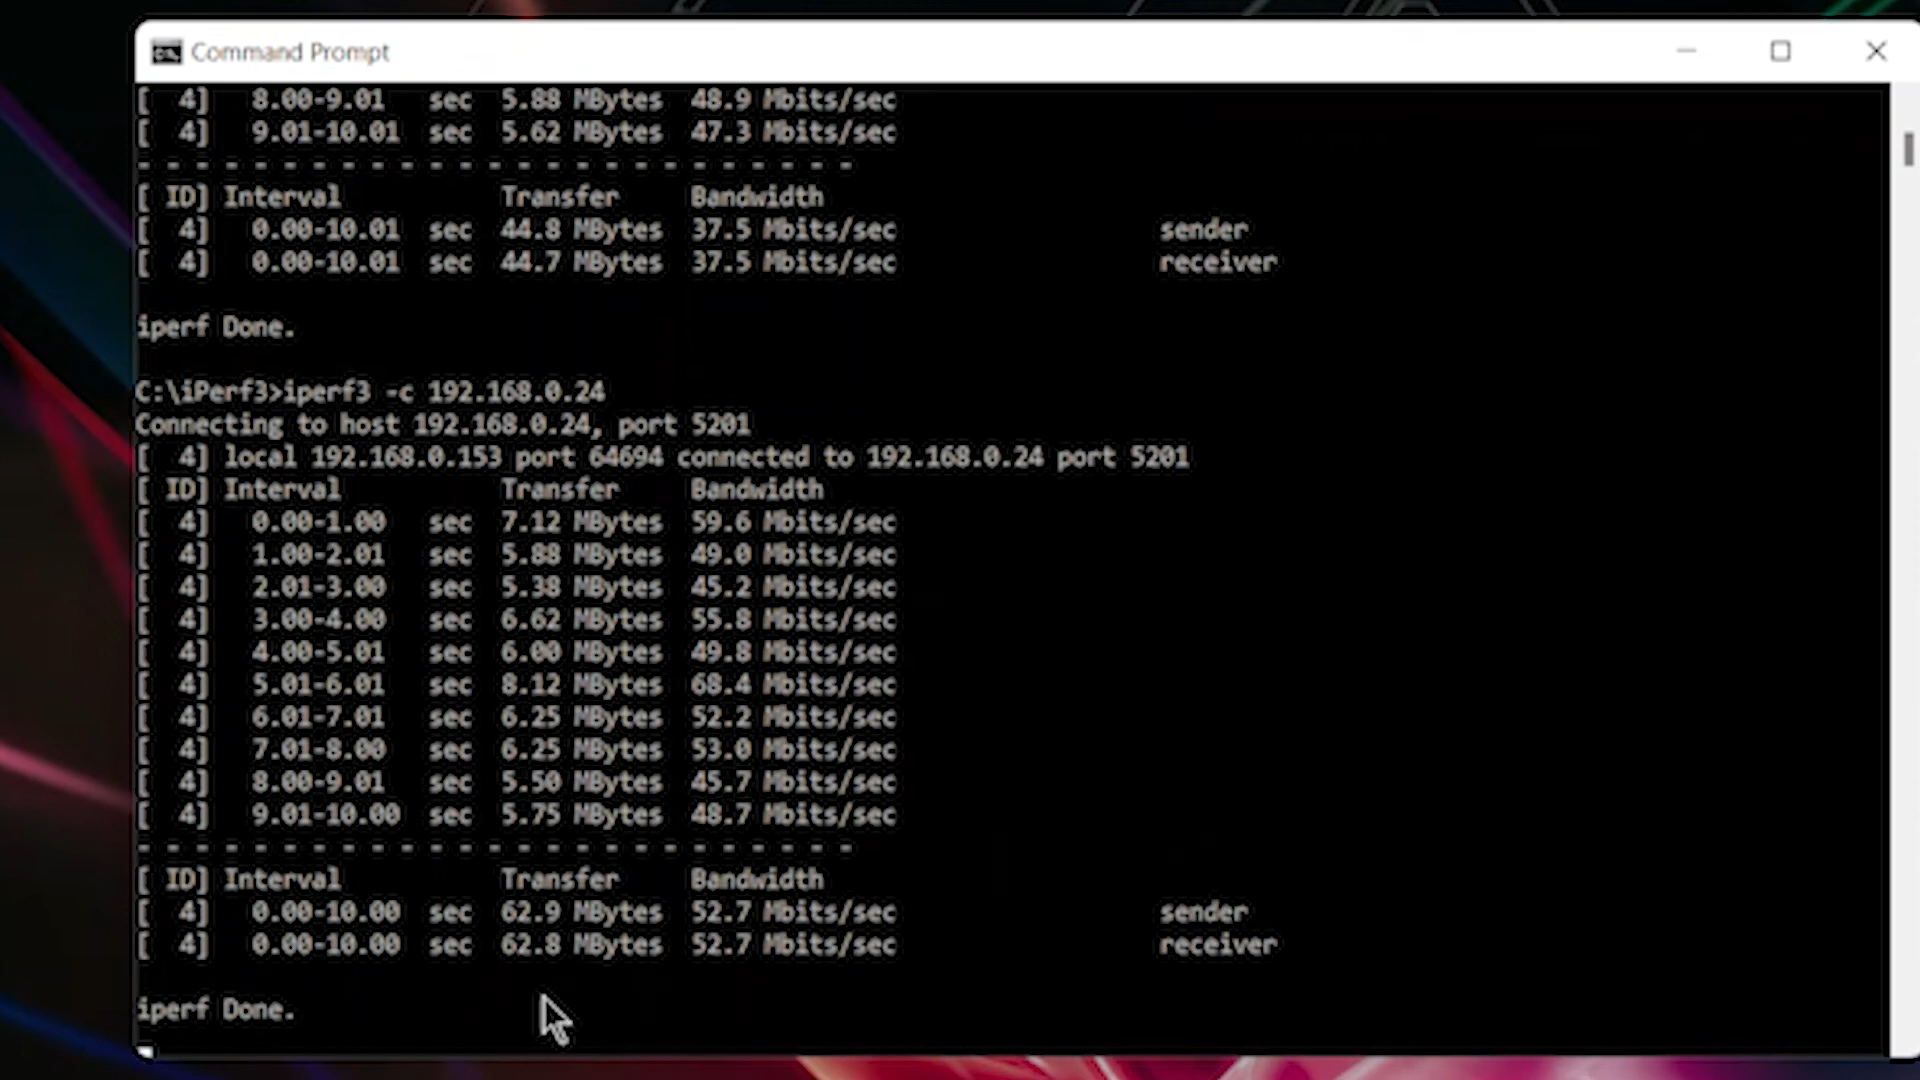 Command Prompt
[  4]   8.00-9.01   sec  5.88 MBytes  48.9 Mbits/sec
[  4]   9.01-10.01  sec  5.62 MBytes  47.3 Mbits/sec
- - - - - - - - - - - - - - - - - - - - - - - - -
[ ID] Interval           Transfer     Bandwidth
[  4]   0.00-10.01  sec  44.8 MBytes  37.5 Mbits/sec                  sender
[  4]   0.00-10.01  sec  44.7 MBytes  37.5 Mbits/sec                  receiver
iperf Done.
C:\iPerf3>iperf3 -c 192.168.0.24
Connecting to host 192.168.0.24, port 5201
[  4] local 192.168.0.153 port 64694 connected to 192.168.0.24 port 5201
[ ID] Interval           Transfer     Bandwidth
[  4]   0.00-1.00   sec  7.12 MBytes  59.6 Mbits/sec
[  4]   1.00-2.01   sec  5.88 MBytes  49.0 Mbits/sec
[  4]   2.01-3.00   sec  5.38 MBytes  45.2 Mbits/sec
[  4]   3.00-4.00   sec  6.62 MBytes  55.8 Mbits/sec
[  4]   4.00-5.01   sec  6.00 MBytes  49.8 Mbits/sec
[  4]   5.01-6.01   sec  8.12 MBytes  68.4 Mbits/sec
[  4]   6.01-7.01   sec  6.25 MBytes  52.2 Mbits/sec
[  4]   7.01-8.00   sec  6.25 MBytes  53.0 Mbits/sec
[  4]   8.00-9.01   sec  5.50 MBytes  45.7 Mbits/sec
[  4]   9.01-10.00  sec  5.75 MBytes  48.7 Mbits/sec
- - - - - - - - - - - - - - - - - - - - - - - - -
[ ID] Interval           Transfer     Bandwidth
[  4]   0.00-10.00  sec  62.9 MBytes  52.7 Mbits/sec                  sender
[  4]   0.00-10.00  sec  62.8 MBytes  52.7 Mbits/sec                  receiver
iperf Done.